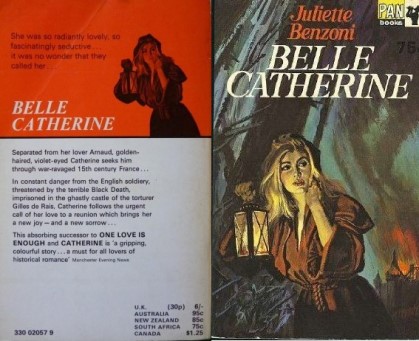 She was so radiantly lovely, so
fascinatingly seductive...
it was no wonder that they
called her...
BELLE
CATHERINE
Separated from her lover Arnaud, golden-
haired, violet-eyed Catherine seeks him
through war-ravaged 15th century France...
In constant danger from the English soldiery,
threatened by the terrible Black Death,
imprisoned in the ghastly castle of the torturer
Gilles de Rais, Catherine follows the urgent
call of her love to a reunion which brings her
a new joy—and a new sorrow...
This absorbing successor to ONE LOVE IS
ENOUGH and CATHERINE is 'a gripping,
colourful story...a must for all lovers of
historical romance' Manchester Evening News
U.K. (30p) 6/-
AUSTRALIA 95c
NEW ZEALAND 85c
SOUTH AFRICA 75c
CANADA $1.25
330 02057 9
Juliette
Benzoni
PAN
books
BELLE
CATHERINE